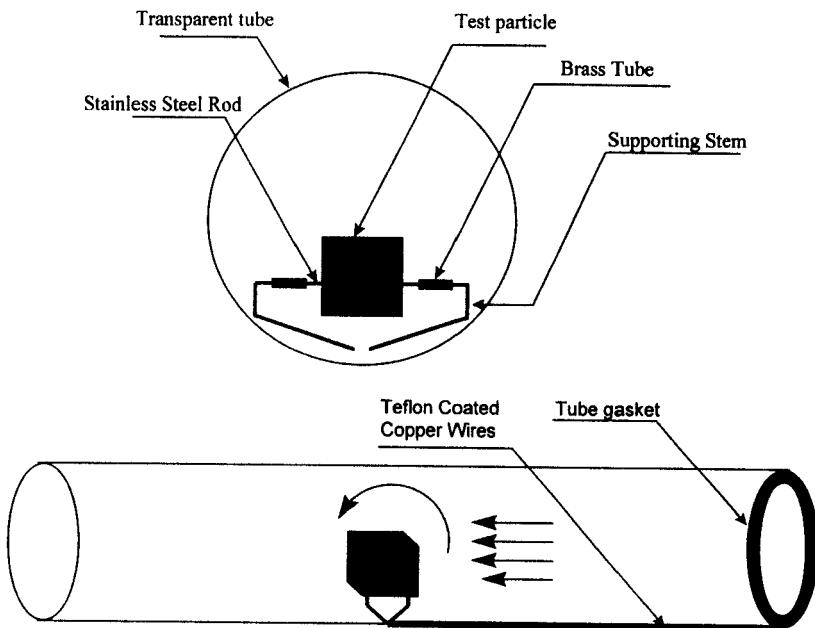 Transparent tube
Test particle
Brass Tube
Stainless Steel Rod
Supporting Stem
Teflon Coated
Copper Wires
Tube gasket